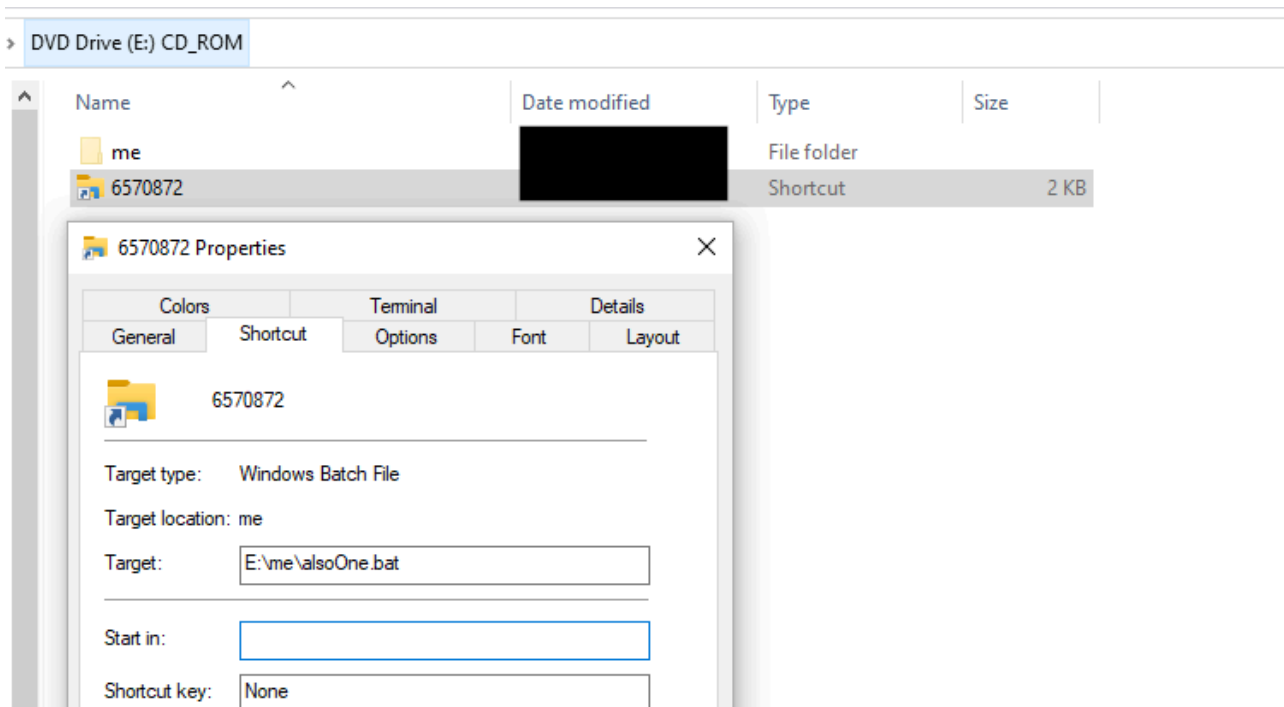 DVD Drive (E:) CD_ROM
Name Date modified Type Size
me File folder
6570872 Shortcut 2 KB
6570872 Properties
Colors Terminal Details
General Shortcut Options Font Layout
6570872
Target type: Windows Batch File
Target location: me
Target: E:\me\alsoOne.bat
Start in:
Shortcut key: None